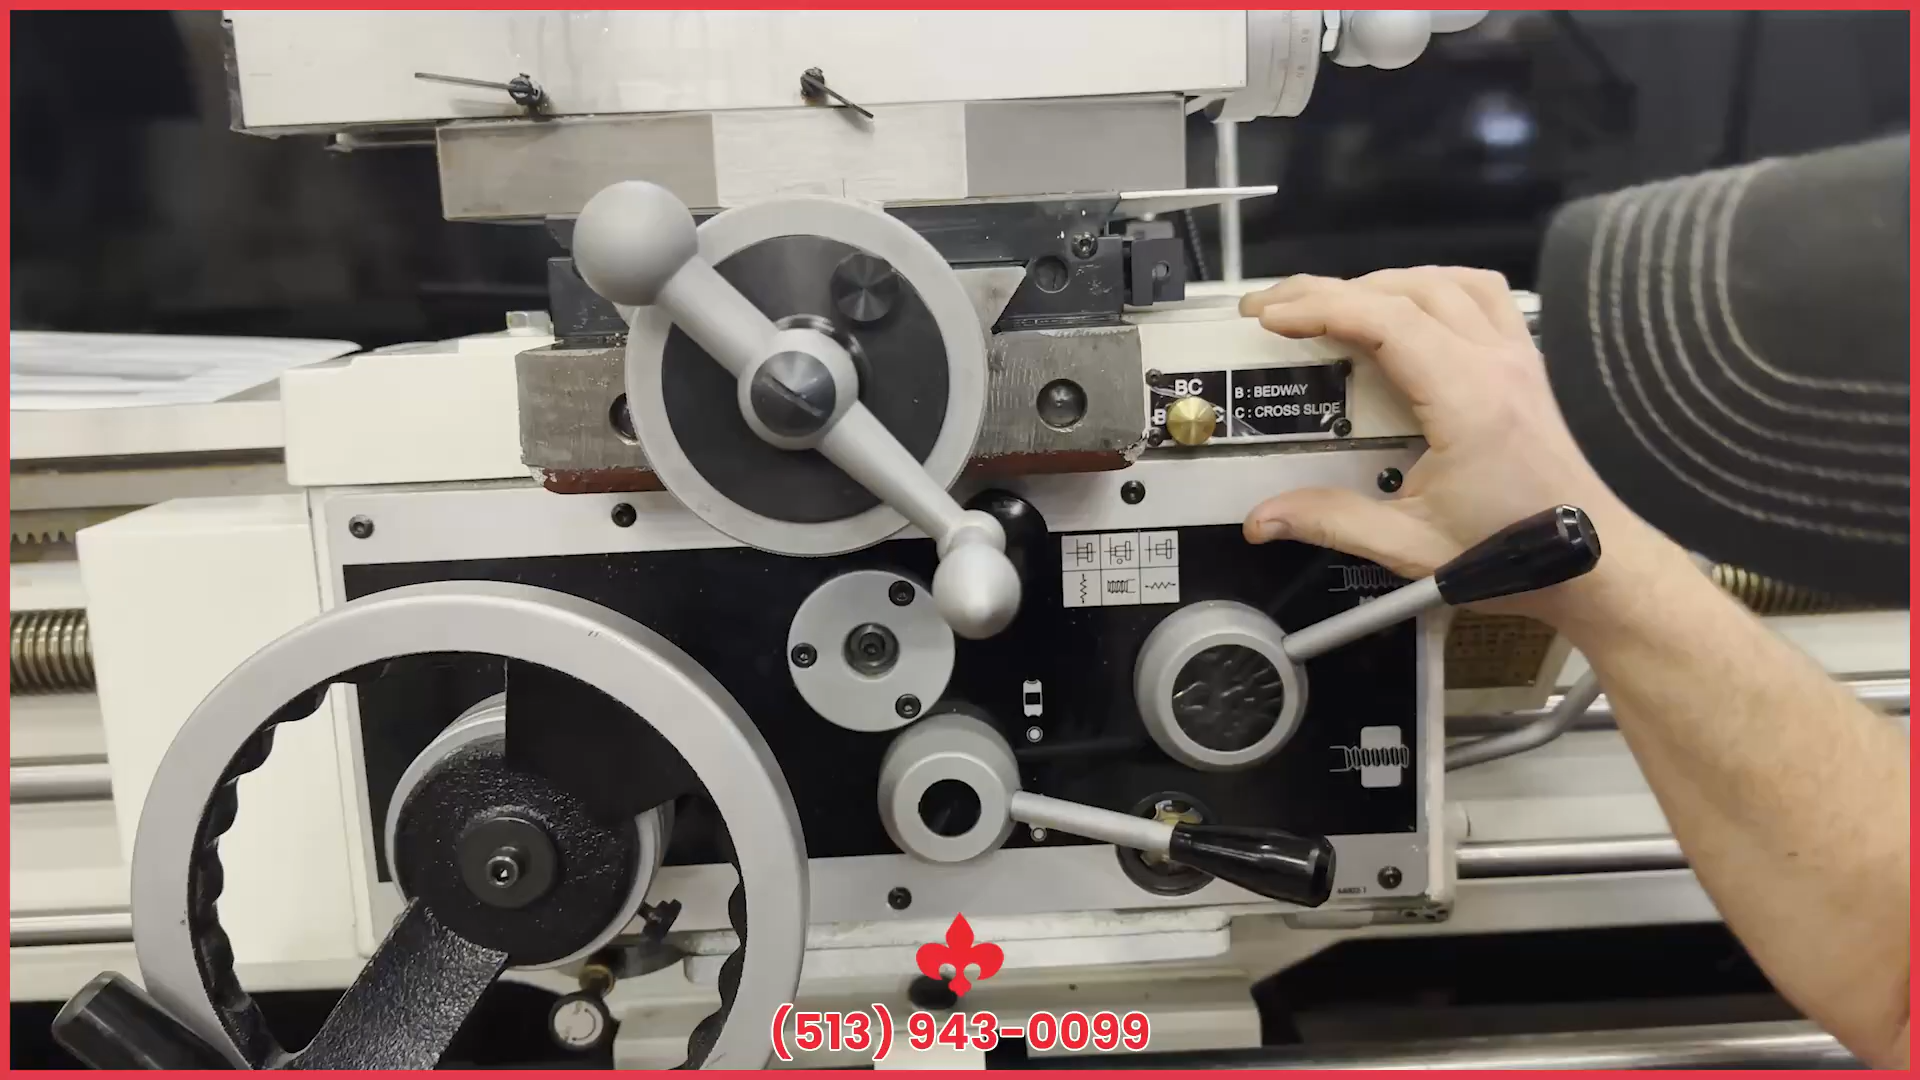 BC
B C
B : BEDWAY
C : CROSS SLIDE
(513) 943-0099